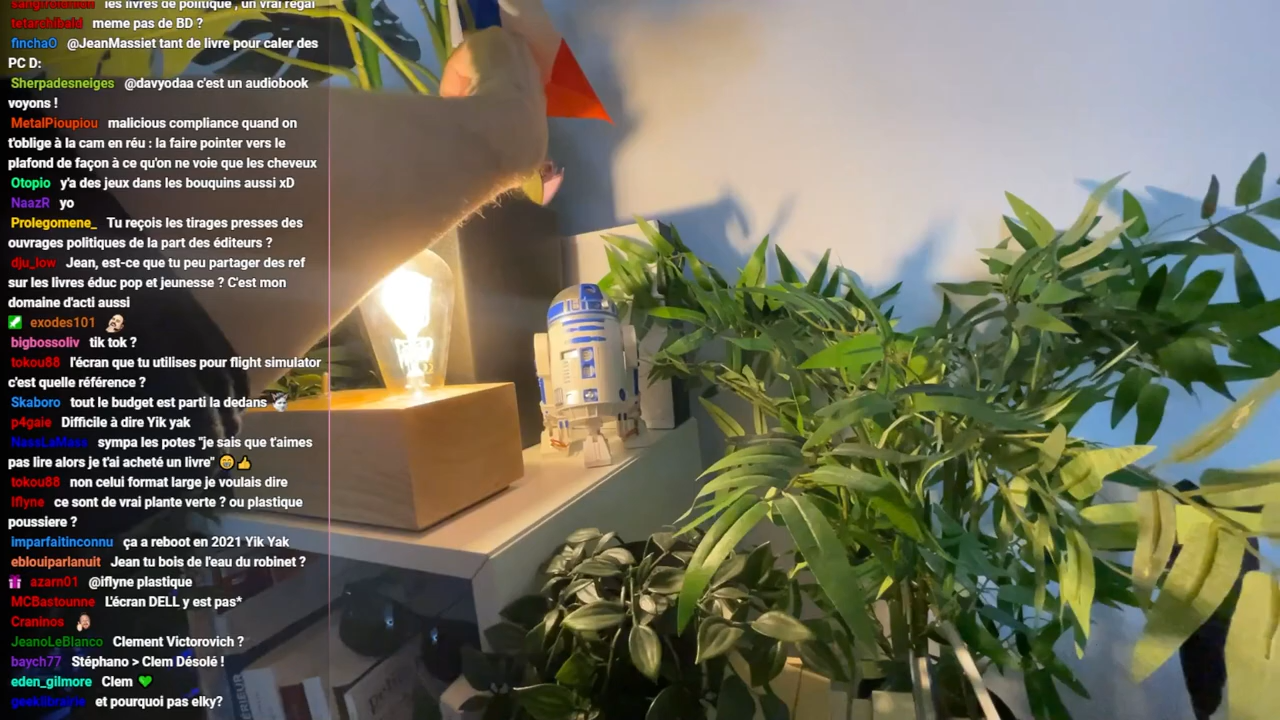 sangfroidfun les livres de politique , un vrai régal
tetarchibald meme pas de BD ?
finchaO @JeanMassiet tant de livre pour caler des
PC D:
Sherpadesneiges @davyodaa c'est un audiobook
voyons !
MetalPioupiou malicious compliance quand on
t'oblige à la cam en réu : la faire pointer vers le
plafond de façon à ce qu'on ne voie que les cheveux
Otopio y'a des jeux dans les bouquins aussi xD
NaazR yo
Prolegomene_ Tu reçois les tirages presses des
ouvrages politiques de la part des éditeurs ?
dju_low Jean, est-ce que tu peu partager des ref
sur les livres éduc pop et jeunesse ? C'est mon
domaine d'acti aussi
exodes101
bigbossoliv tik tok ?
tokou88 l'écran que tu utilises pour flight simulator
c'est quelle référence ?
Skaboro tout le budget est parti la dedans
p4gaie Difficile à dire Yik yak
NassLaMass sympa les potes "je sais que t'aimes
pas lire alors je t'ai acheté un livre" 😁👍
tokou88 non celui format large je voulais dire
Iflyne ce sont de vrai plante verte ? ou plastique
poussiere ?
imparfaitinconnu ça a reboot en 2021 Yik Yak
eblouiparlanuit Jean tu bois de l'eau du robinet ?
azarn01 @iflyne plastique
MCBastounne L'écran DELL y est pas*
Craninos
JeanoLeBlanco Clement Victorovich ?
baych77 Stéphano > Clem Désolé !
eden_gilmore Clem 💚
geeklibrairie et pourquoi pas elky?